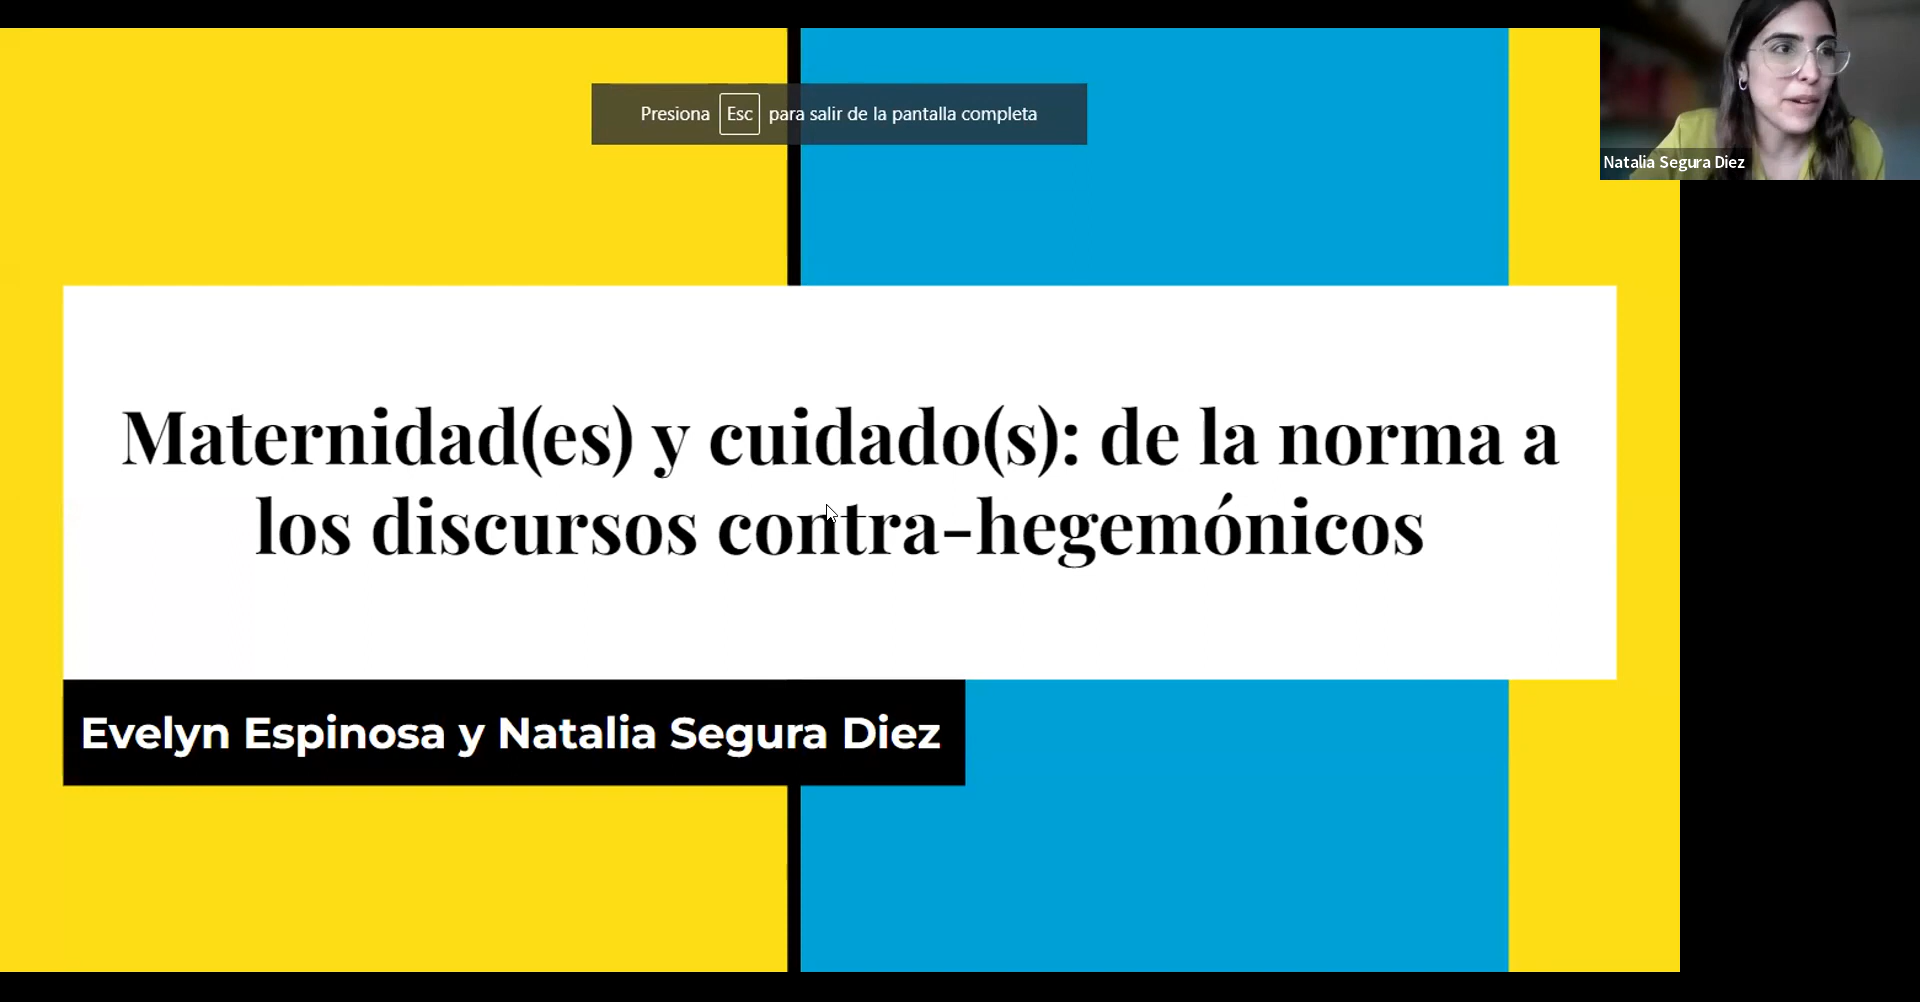 Presiona Esc para salir de la pantalla completa
Natalia Segura Diez
Maternidad(es) y cuidado(s): de la norma a
los discursos contra-hegemónicos
Evelyn Espinosa y Natalia Segura Diez